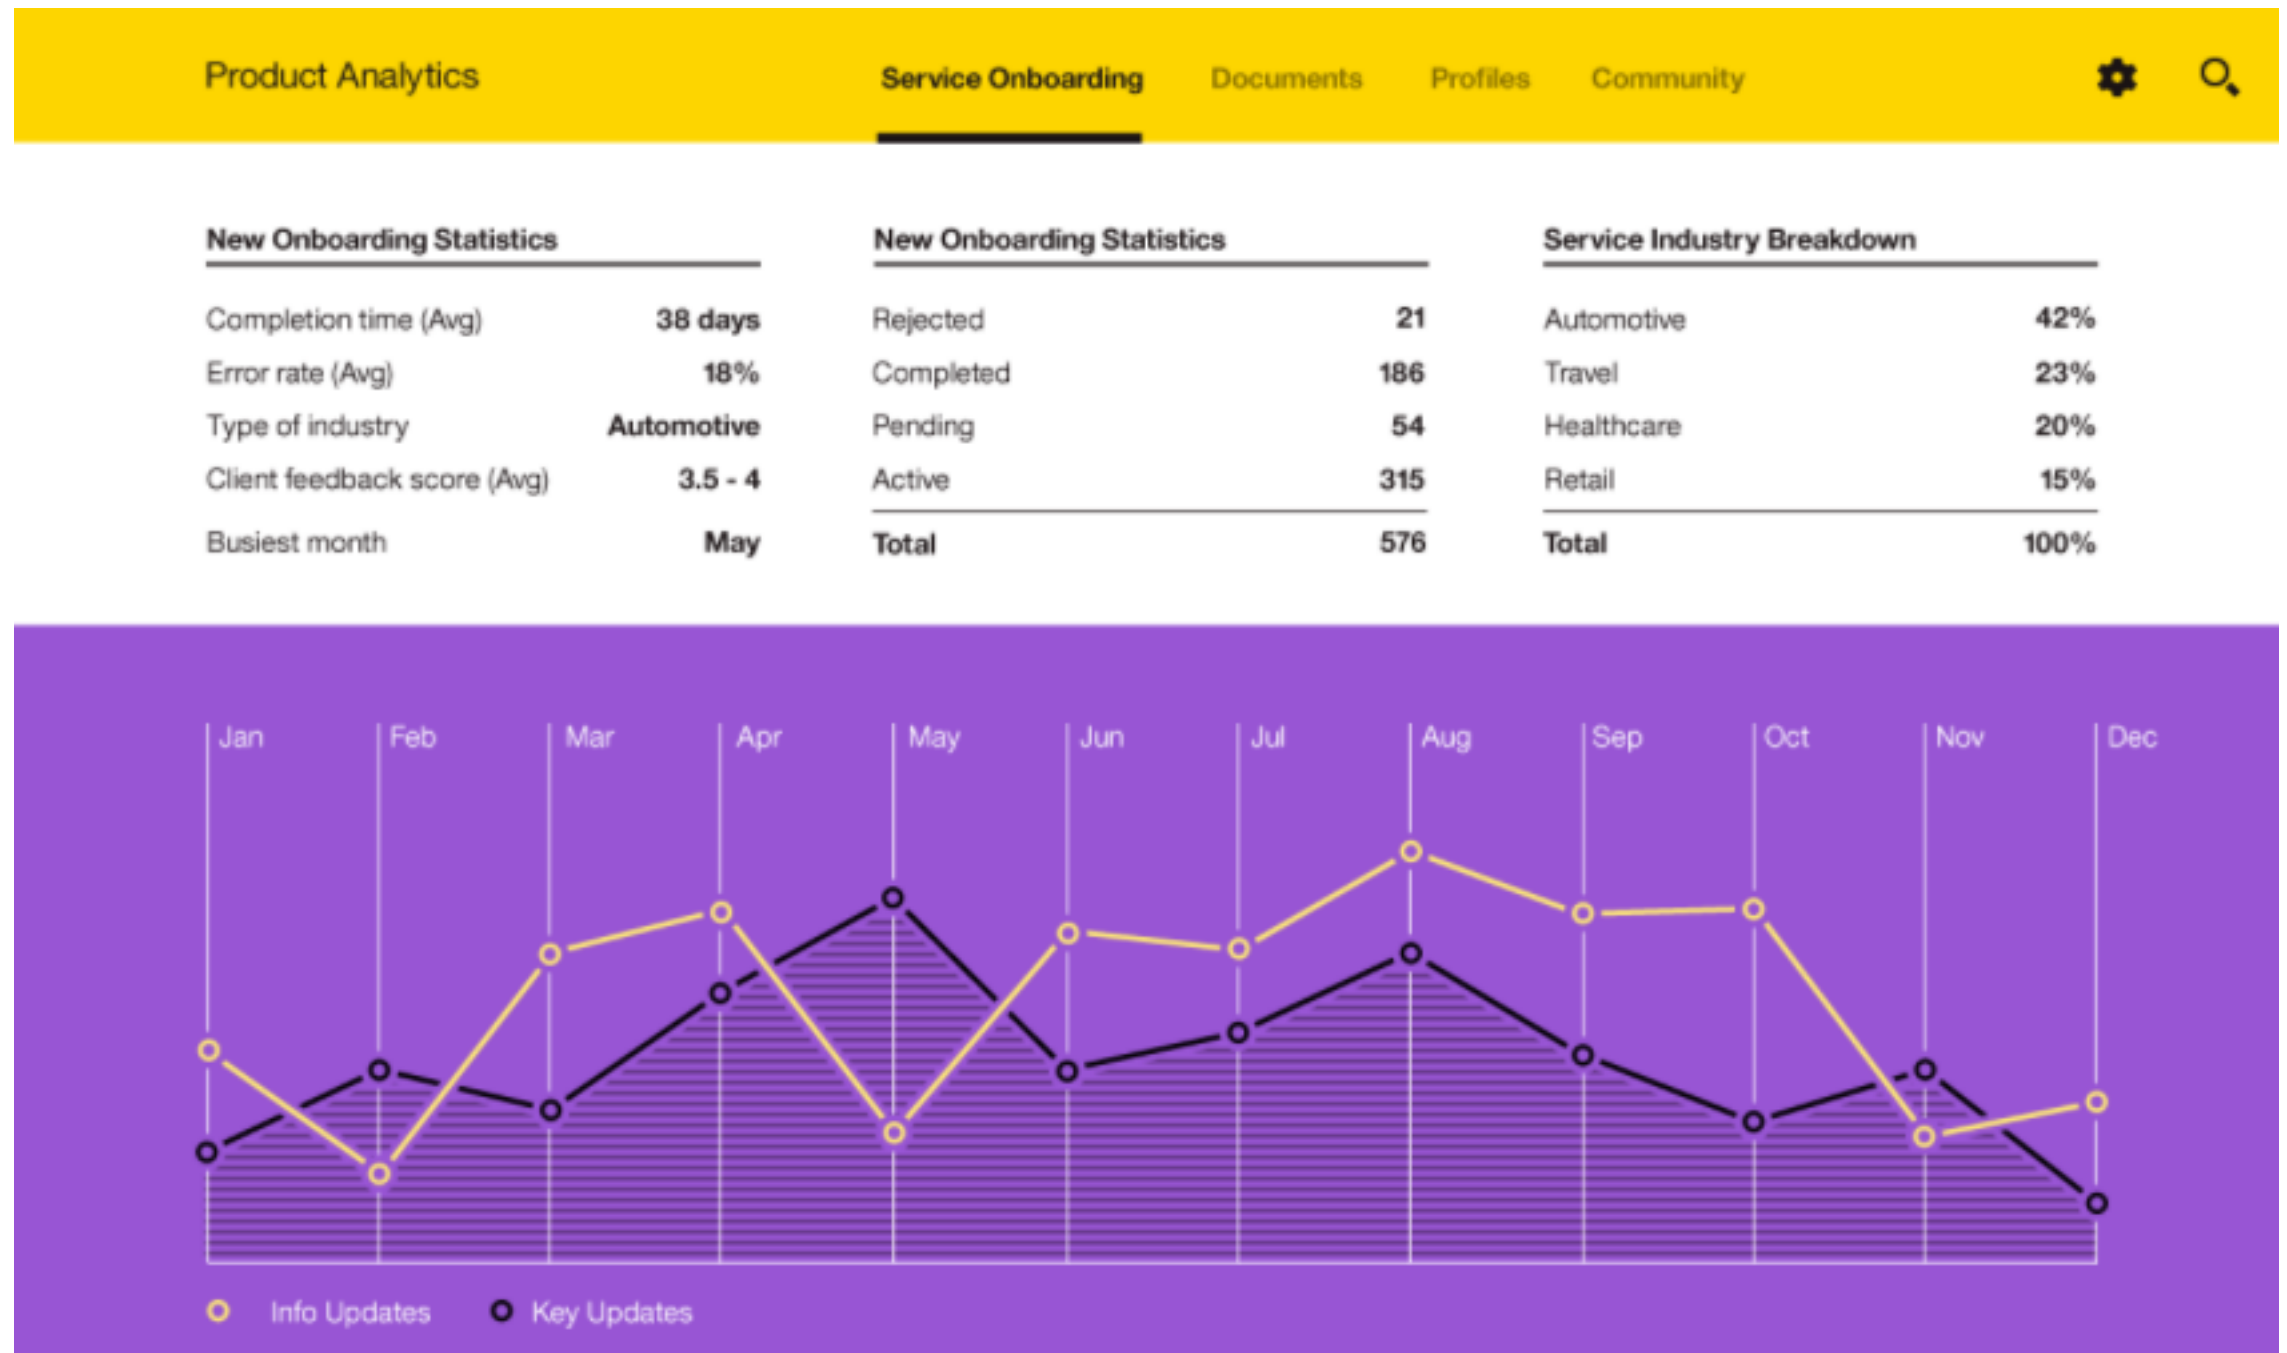 Product Analytics
Service Onboarding Documents Profiles Community
New Onboarding Statistics
Completion time (Avg) 38 days
Error rate (Avg) 18%
Type of industry Automotive
Client feedback score (Avg) 3.5 - 4
Busiest month May
New Onboarding Statistics
Rejected 21
Completed 186
Pending 54
Active 315
Total 576
Service Industry Breakdown
Automotive 42%
Travel 23%
Healthcare 20%
Retail 15%
Total 100%
Jan Feb Mar Apr May Jun Jul Aug Sep Oct Nov Dec
Info Updates Key Updates